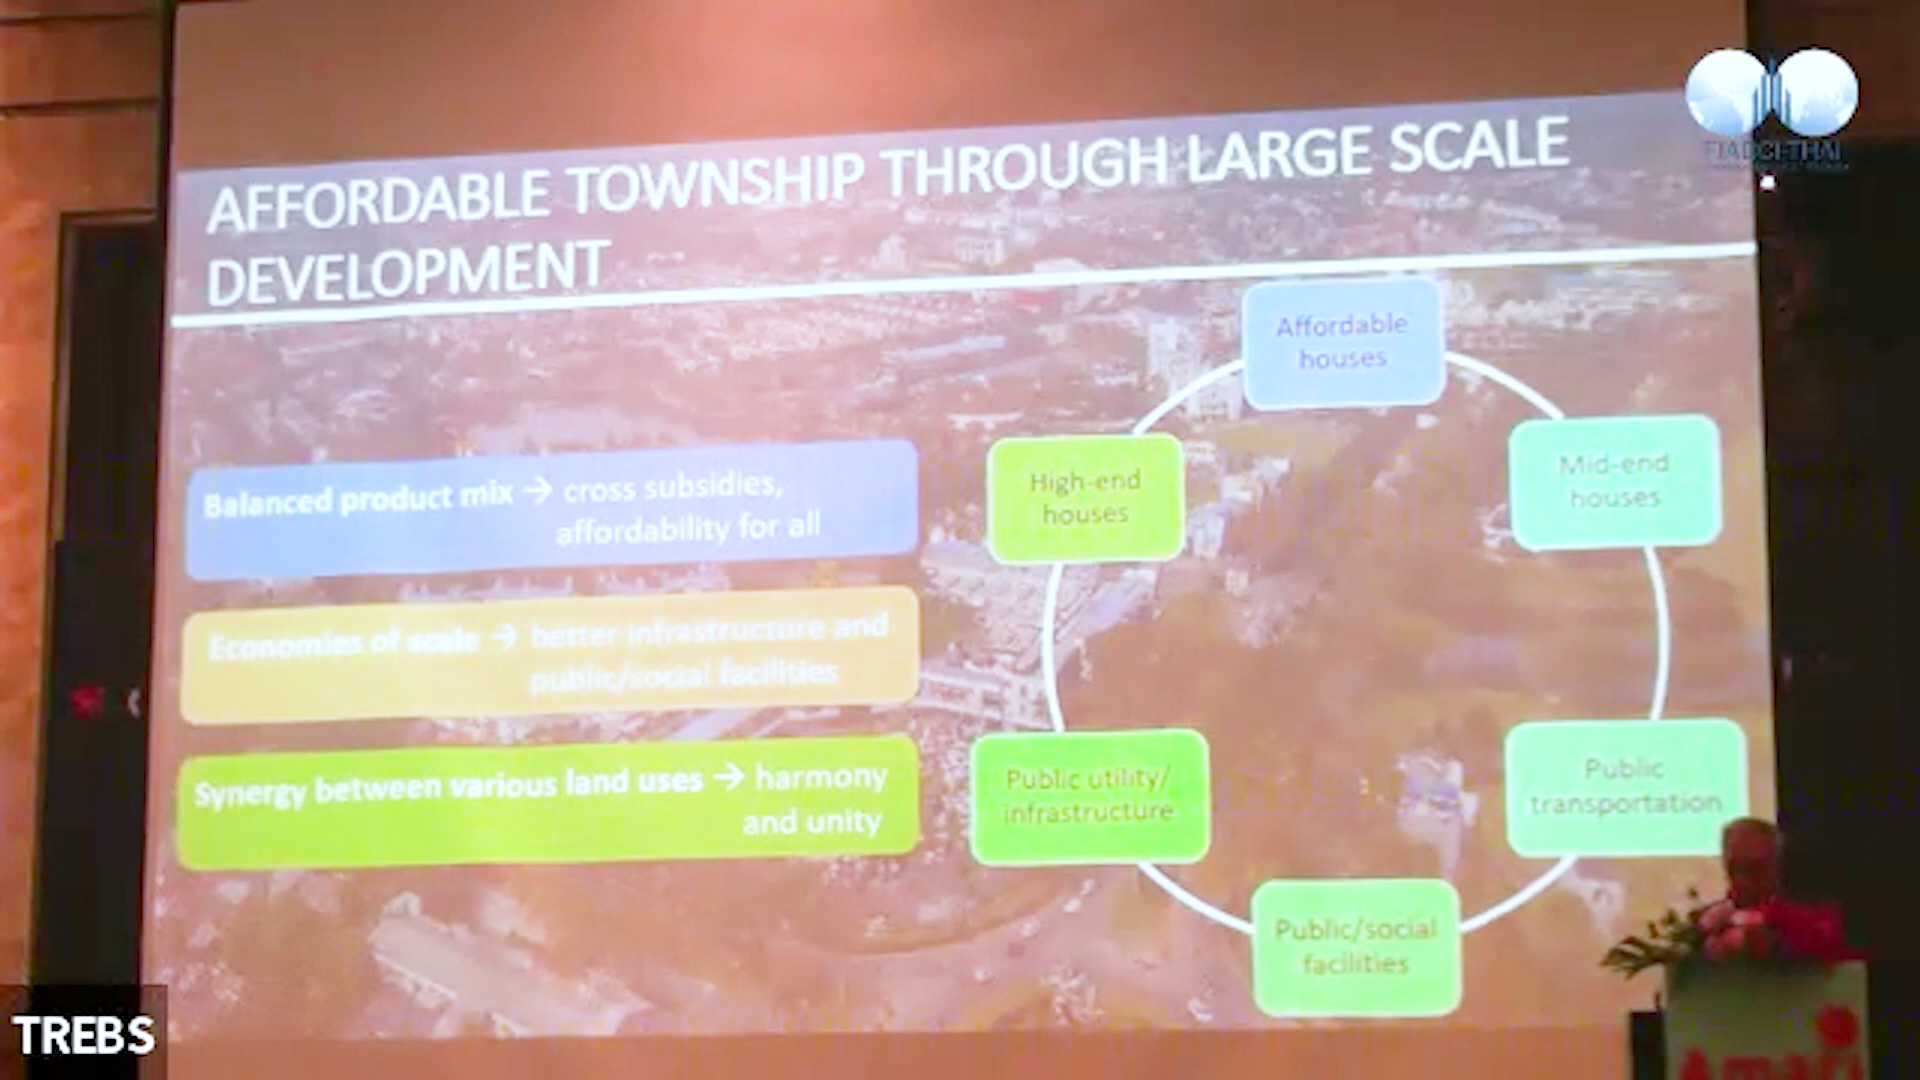 AFFORDABLE TOWNSHIP THROUGH LARGE SCALE
DEVELOPMENT
Balanced product mix → cross subsidies,
affordability for all
Economies of scale → better infrastructure and
public/social facilities
Synergy between various land uses → harmony
and unity
Affordable
houses
Mid-end
houses
Public
transportation
Public/social
facilities
Public utility/
infrastructure
High-end
houses
TREBS